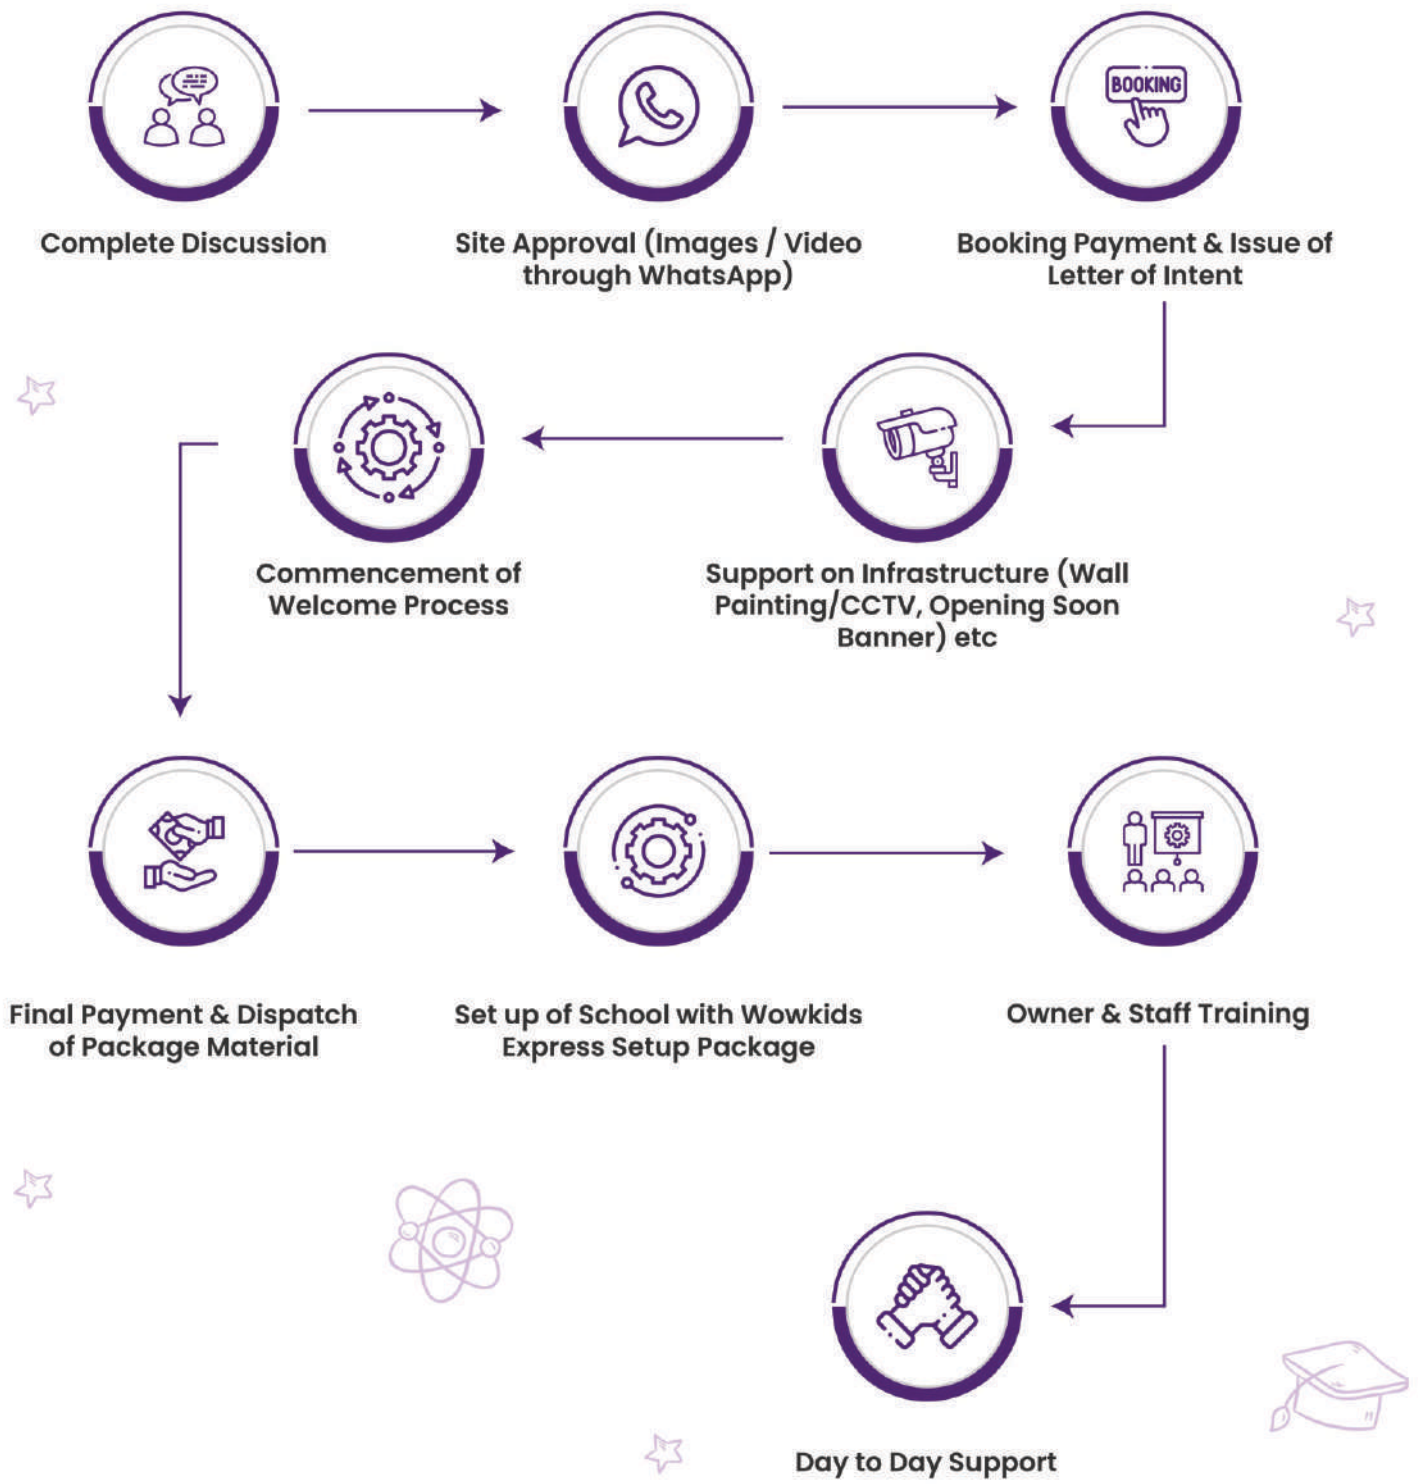 BOOKING
Complete Discussion
Site Approval (Images / Video
through WhatsApp)
Booking Payment & Issue of
Letter of Intent
Support on Infrastructure (Wall
Painting/CCTV, Opening Soon
Banner) etc
Commencement of
Welcome Process
Final Payment & Dispatch
of Package Material
Set up of School with Wowkids
Express Setup Package
Owner & Staff Training
Day to Day Support